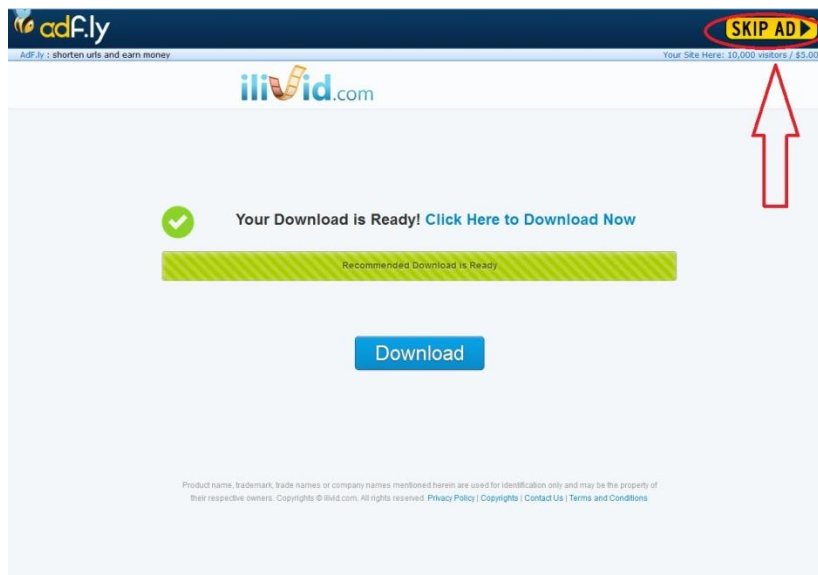 adf.ly
SKIP AD
AdF.ly : shorten urls and earn money
Your Site Here: 10,000 visitors / $5.00
ilivid.com
Your Download is Ready! Click Here to Download Now
Recommended Download is Ready
Download
Product name, trademark, trade names or company names mentioned herein are used for identification only and may be the property of
their respective owners. Copyrights © ilivid.com. All rights reserved. Privacy Policy | Copyrights | Contact Us | Terms and Conditions